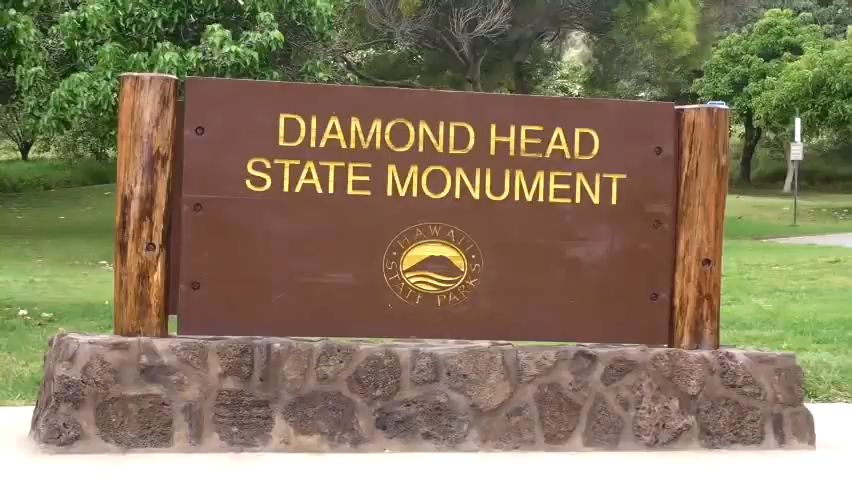 DIAMOND HEAD
STATE MONUMENT
HAWAII
STATE PARKS